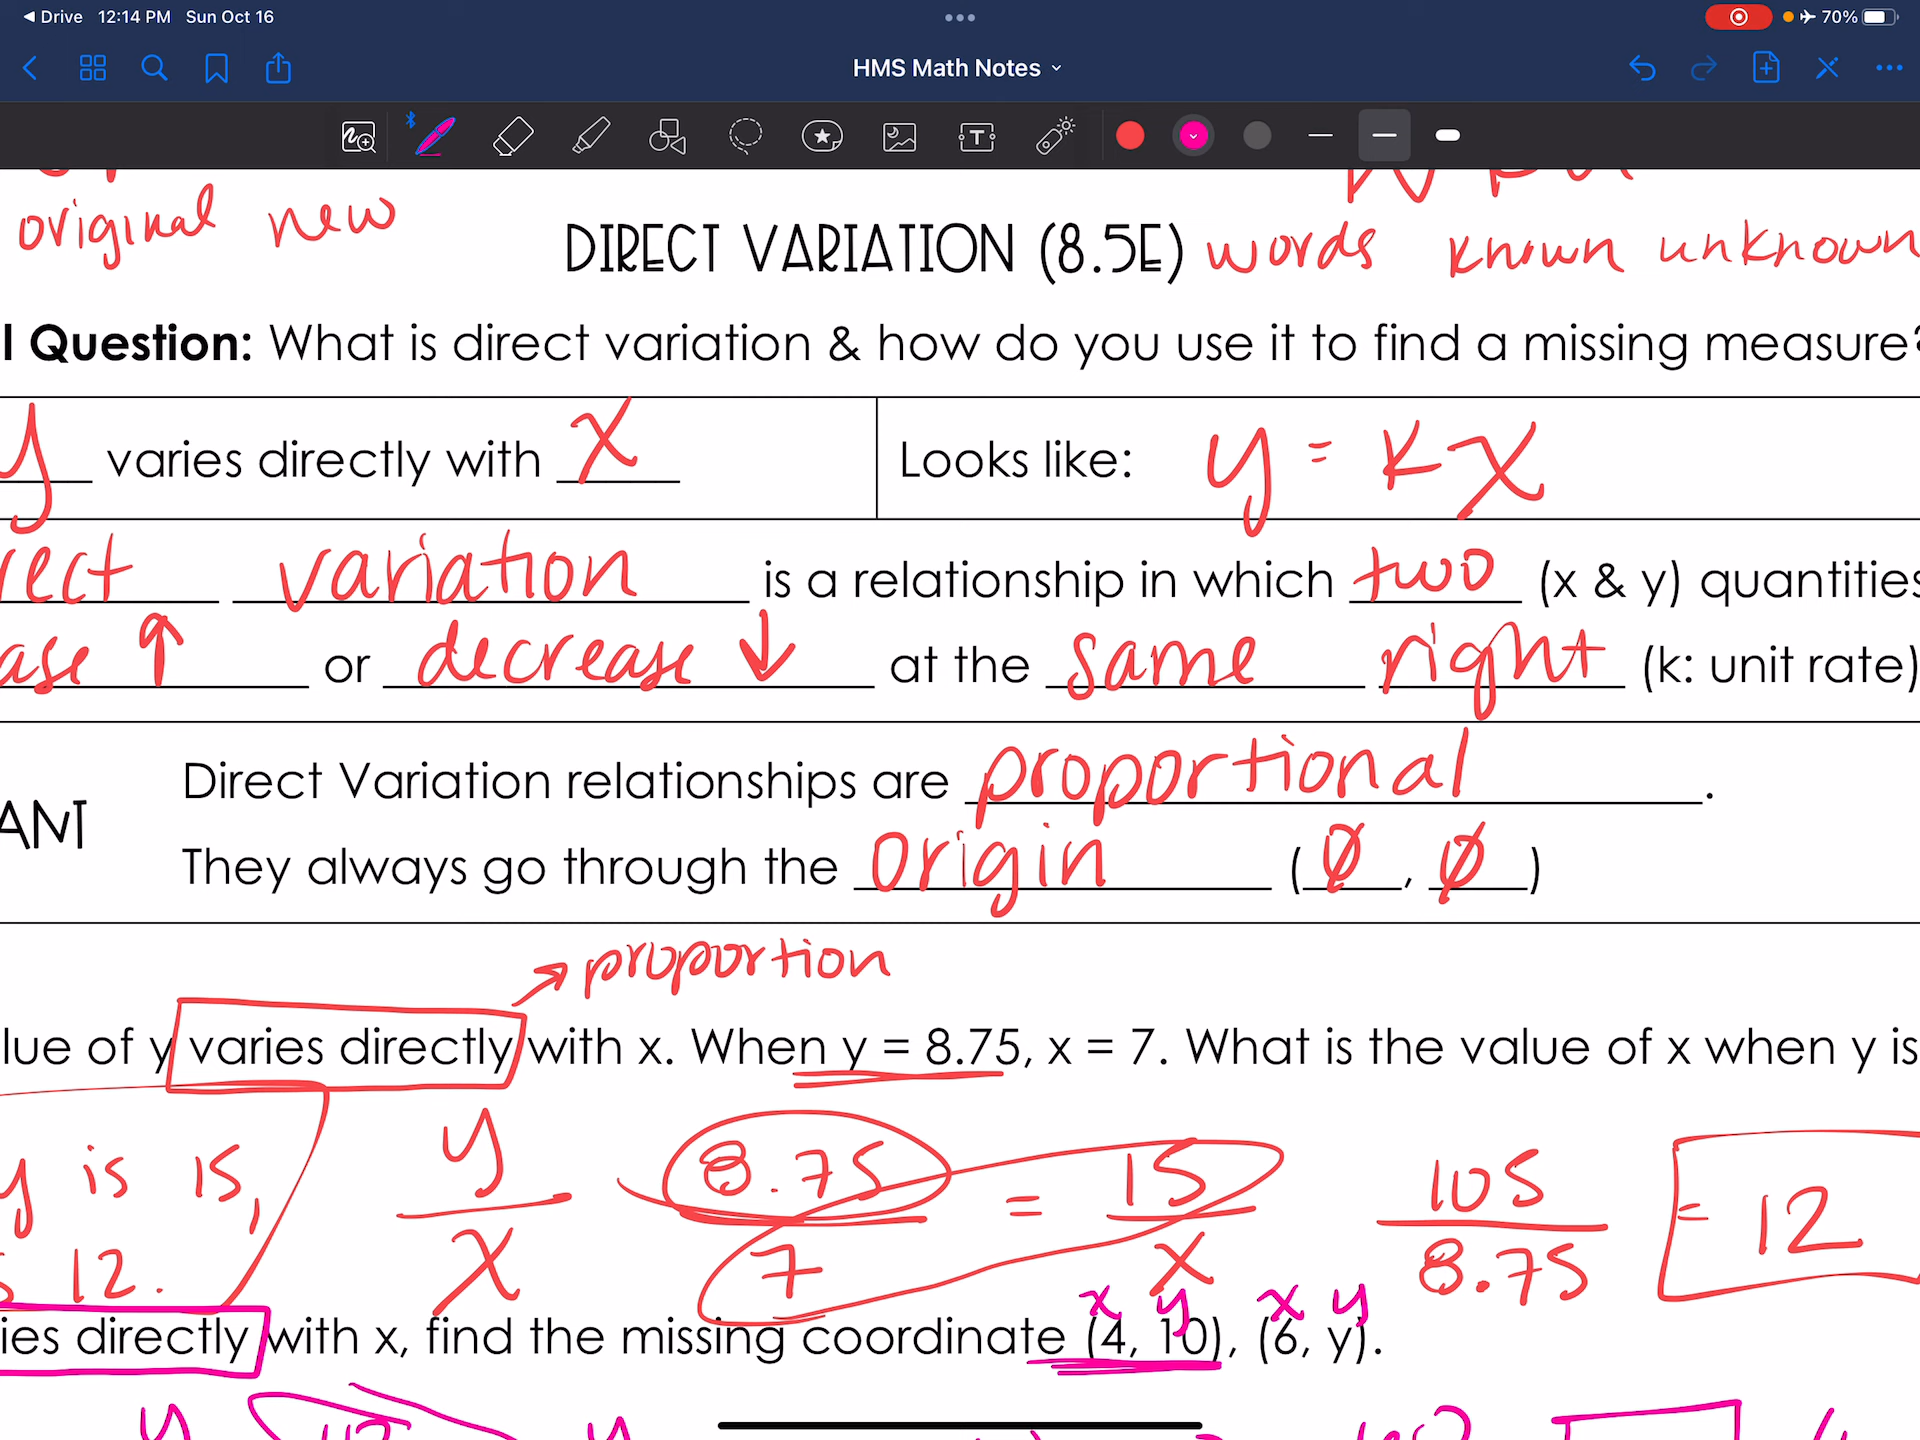 Drive 12:14 PM Sun Oct 16
70%
HMS Math Notes
original new
DIRECT VARIATION (8.5E) words known unknown
l Question: What is direct variation & how do you use it to find a missing measure?
y varies directly with x
Looks like: y = kx
rect variation is a relationship in which two (x & y) quantities
ase ↑ or decrease ↓ at the same right (k: unit rate)
ANT
Direct Variation relationships are proportional.
They always go through the origin (0, 0)
→ proportion
lue of y varies directly with x. When y = 8.75, x = 7. What is the value of x when y is
y is 15,
s 12.
y/x 8.75/7 = 15/x 105/8.75 = 12
x y x y
ies directly with x, find the missing coordinate (4, 10), (6, y).
y y